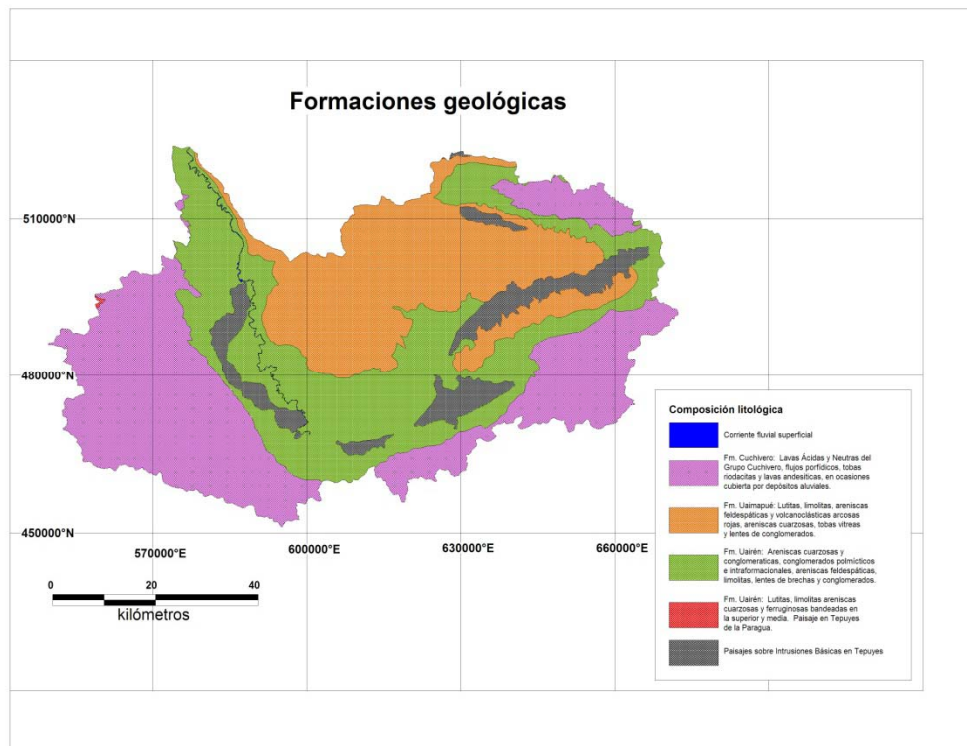 Formaciones geológicas
510000°N
480000°N
450000°N
570000°E
600000°E
630000°E
660000°E
0
20
40
kilómetros
Composición litológica
Corriente fluvial superficial
Fm. Cuchivero: Lavas Ácidas y Neutras del
Grupo Cuchivero, flujos porfídicos, tobas
riodacitas y lavas andesíticas, en ocasiones
cubierta por depósitos aluviales.
Fm. Uaimapué: Lutitas, limolitas, areniscas
feldespáticas y volcanoclásticas arcosas
rojas, areniscas cuarzosas, tobas vitreas
y lentes de conglomerados.
Fm. Uairén: Areniscas cuarzosas y
conglomeraticas, conglomerados polmícticos
e intraformacionales, areniscas feldespáticas,
limolitas, lentes de brechas y conglomerados.
Fm. Uairén: Lutitas, limolitas areniscas
cuarzosas y ferruginosas bandeadas en
la superior y media. Paisaje en Tepuyes
de la Paragua.
Paisajes sobre Intrusiones Básicas en Tepuyes